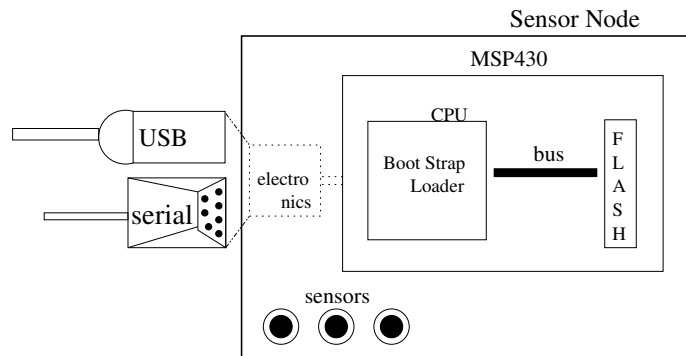 Sensor Node
MSP430
CPU
USB
bus
Boot Strap
Loader
electro
nics
serial
F
L
A
S
H
sensors